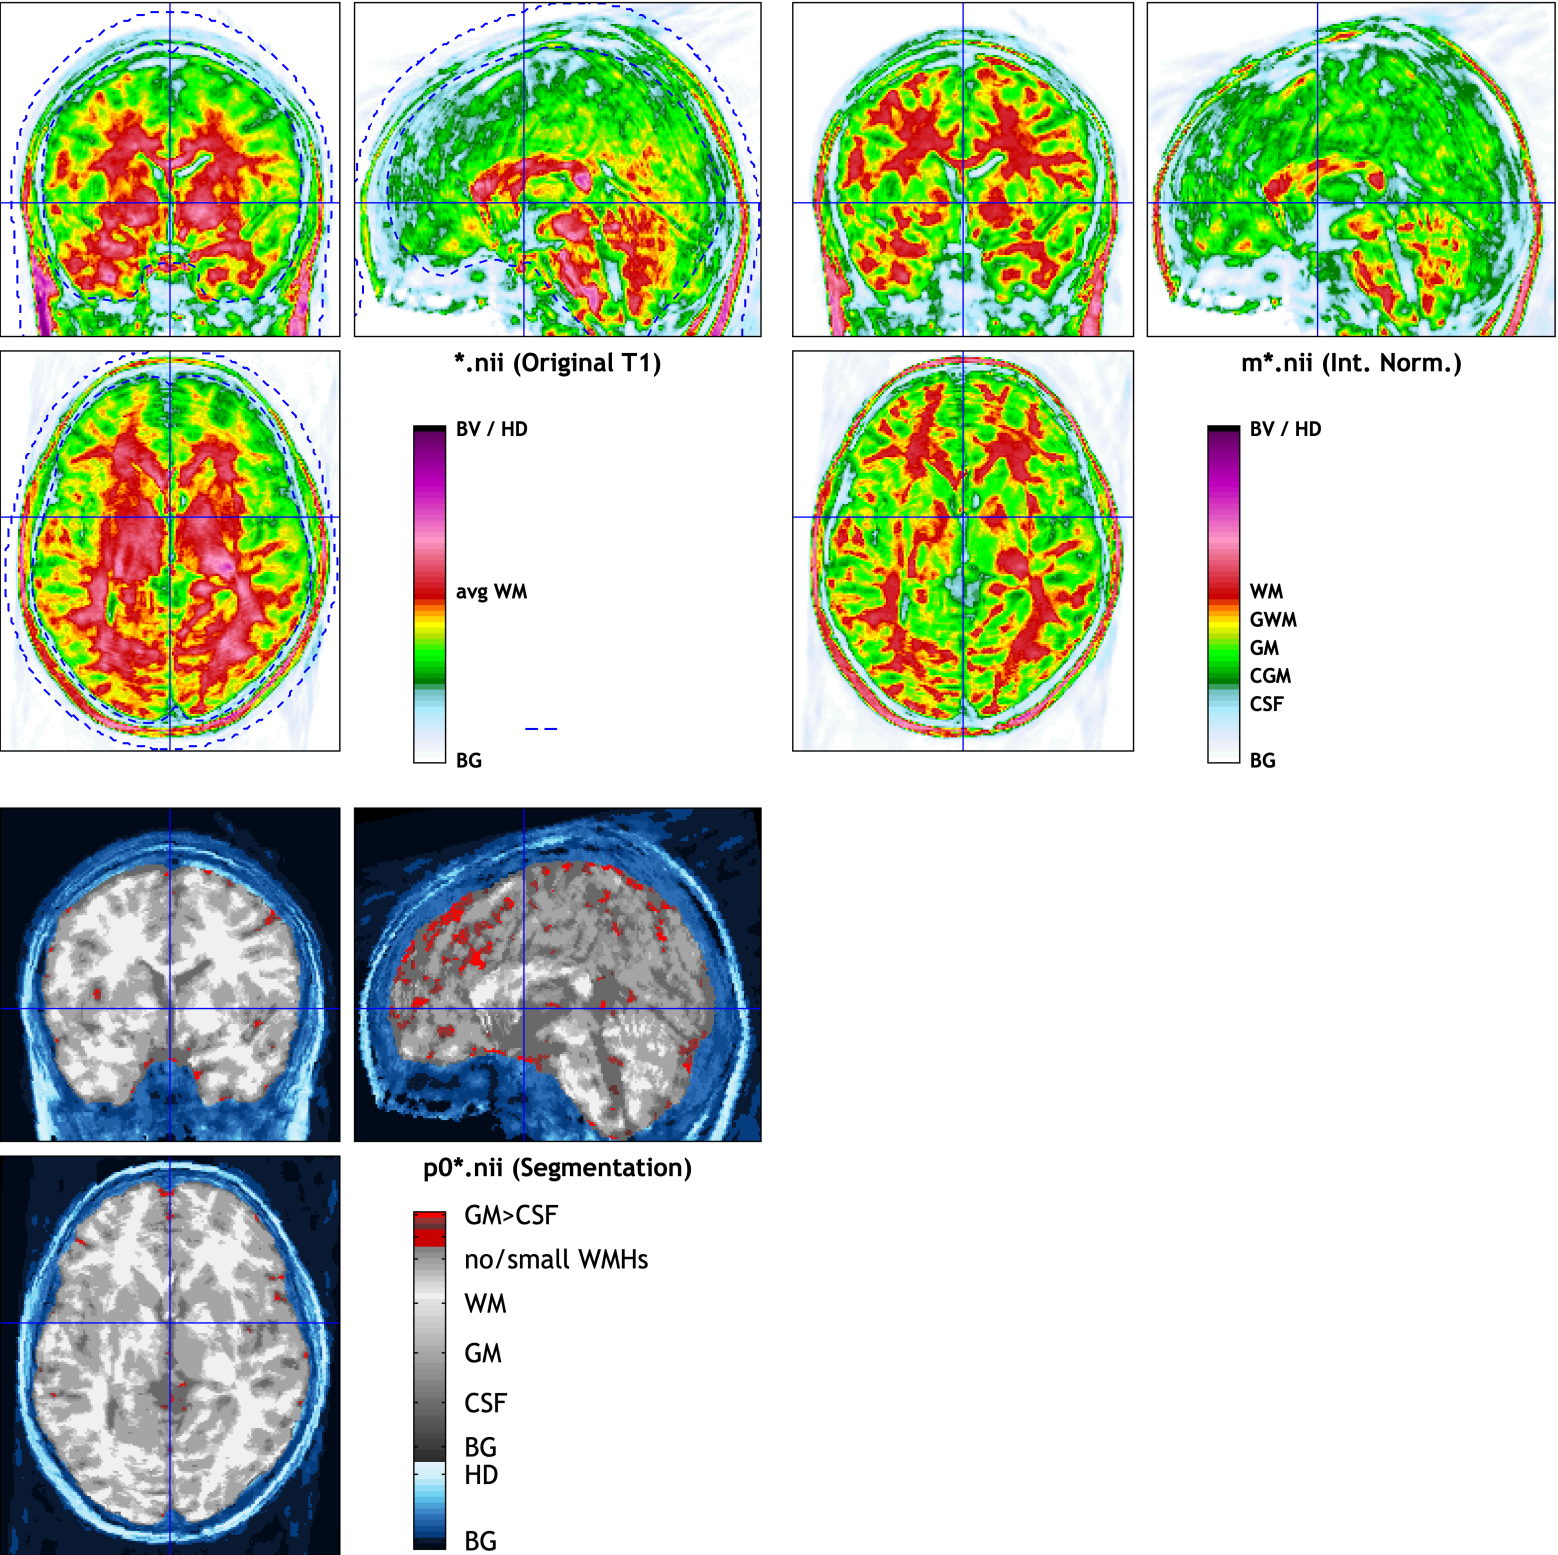 *.nii (Original T1)
BV / HD
avg WM
BG
m*.nii (Int. Norm.)
BV / HD
WM
GWM
GM
CGM
CSF
BG
p0*.nii (Segmentation)
GM>CSF
no/small WMHs
WM
GM
CSF
BG
HD
BG